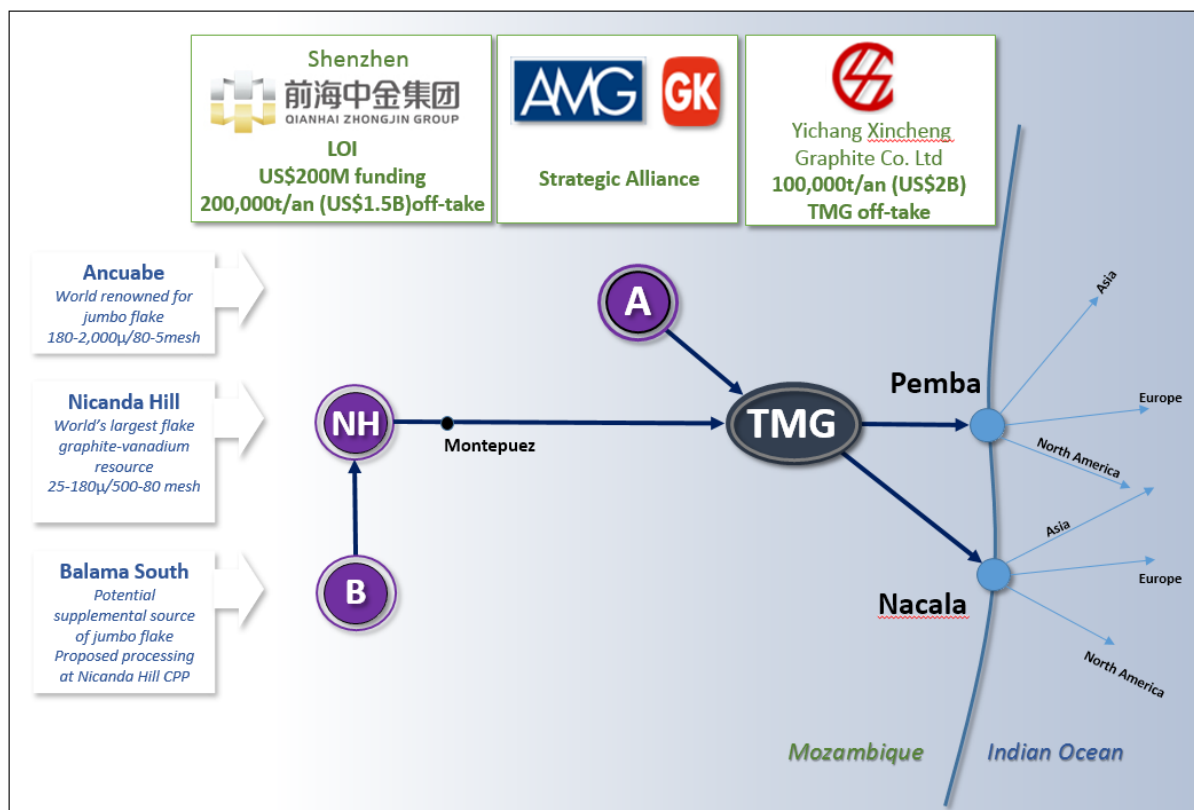 Shenzhen
前海中金集团
QIANHAI ZHONGJIN GROUP
LOI
US$200M funding
200,000t/an (US$1.5B)off-take
AMG
GK
Strategic Alliance
Yichang Xincheng
Graphite Co. Ltd
100,000t/an (US$2B)
TMG off-take
Ancuabe
World renowned for
jumbo flake
180-2,000µ/80-5mesh
Nicanda Hill
World's largest flake
graphite-vanadium
resource
25-180µ/500-80 mesh
Balama South
Potential
supplemental source
of jumbo flake
Proposed processing
at Nicanda Hill CPP
A
NH
Montepuez
B
TMG
Pemba
Nacala
Asia
Europe
North America
Asia
Europe
North America
Mozambique
Indian Ocean